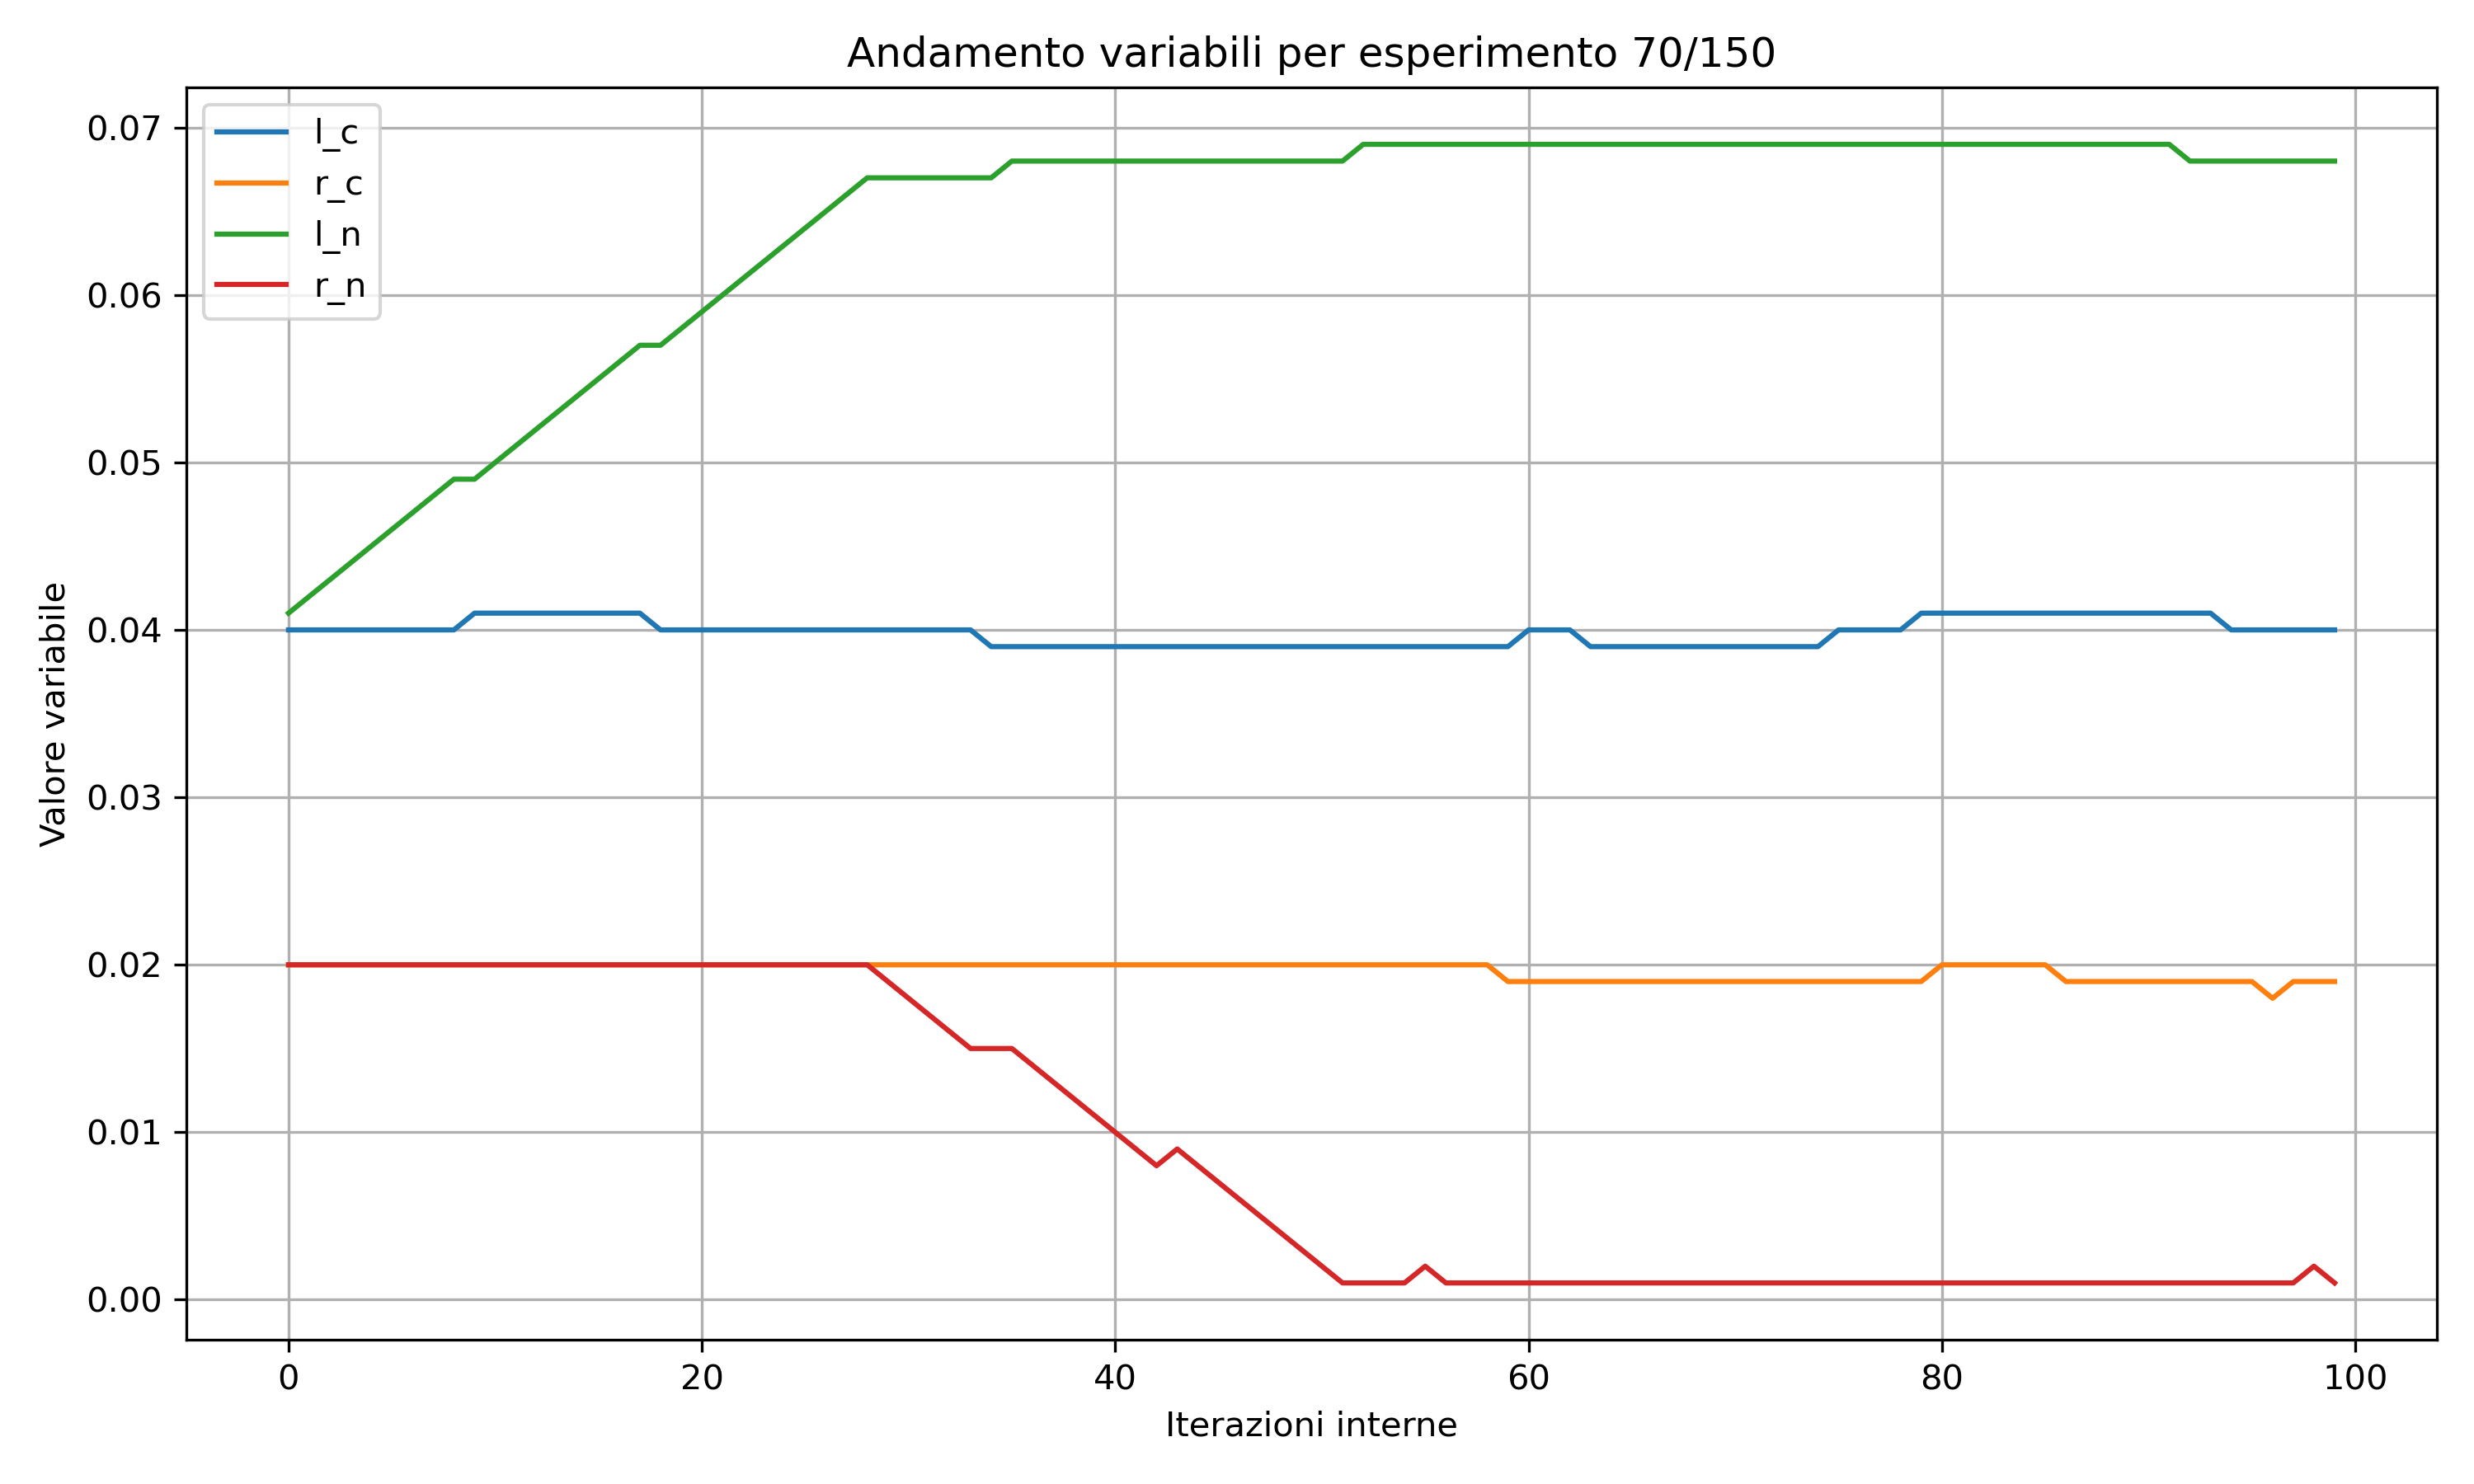 Andamento variabili per esperimento 70/150
l_c
r_c
l_n
r_n
Valore variabile
0.07
0.06
0.05
0.04
0.03
0.02
0.01
0.00
0 20 40 60 80 100
Iterazioni interne